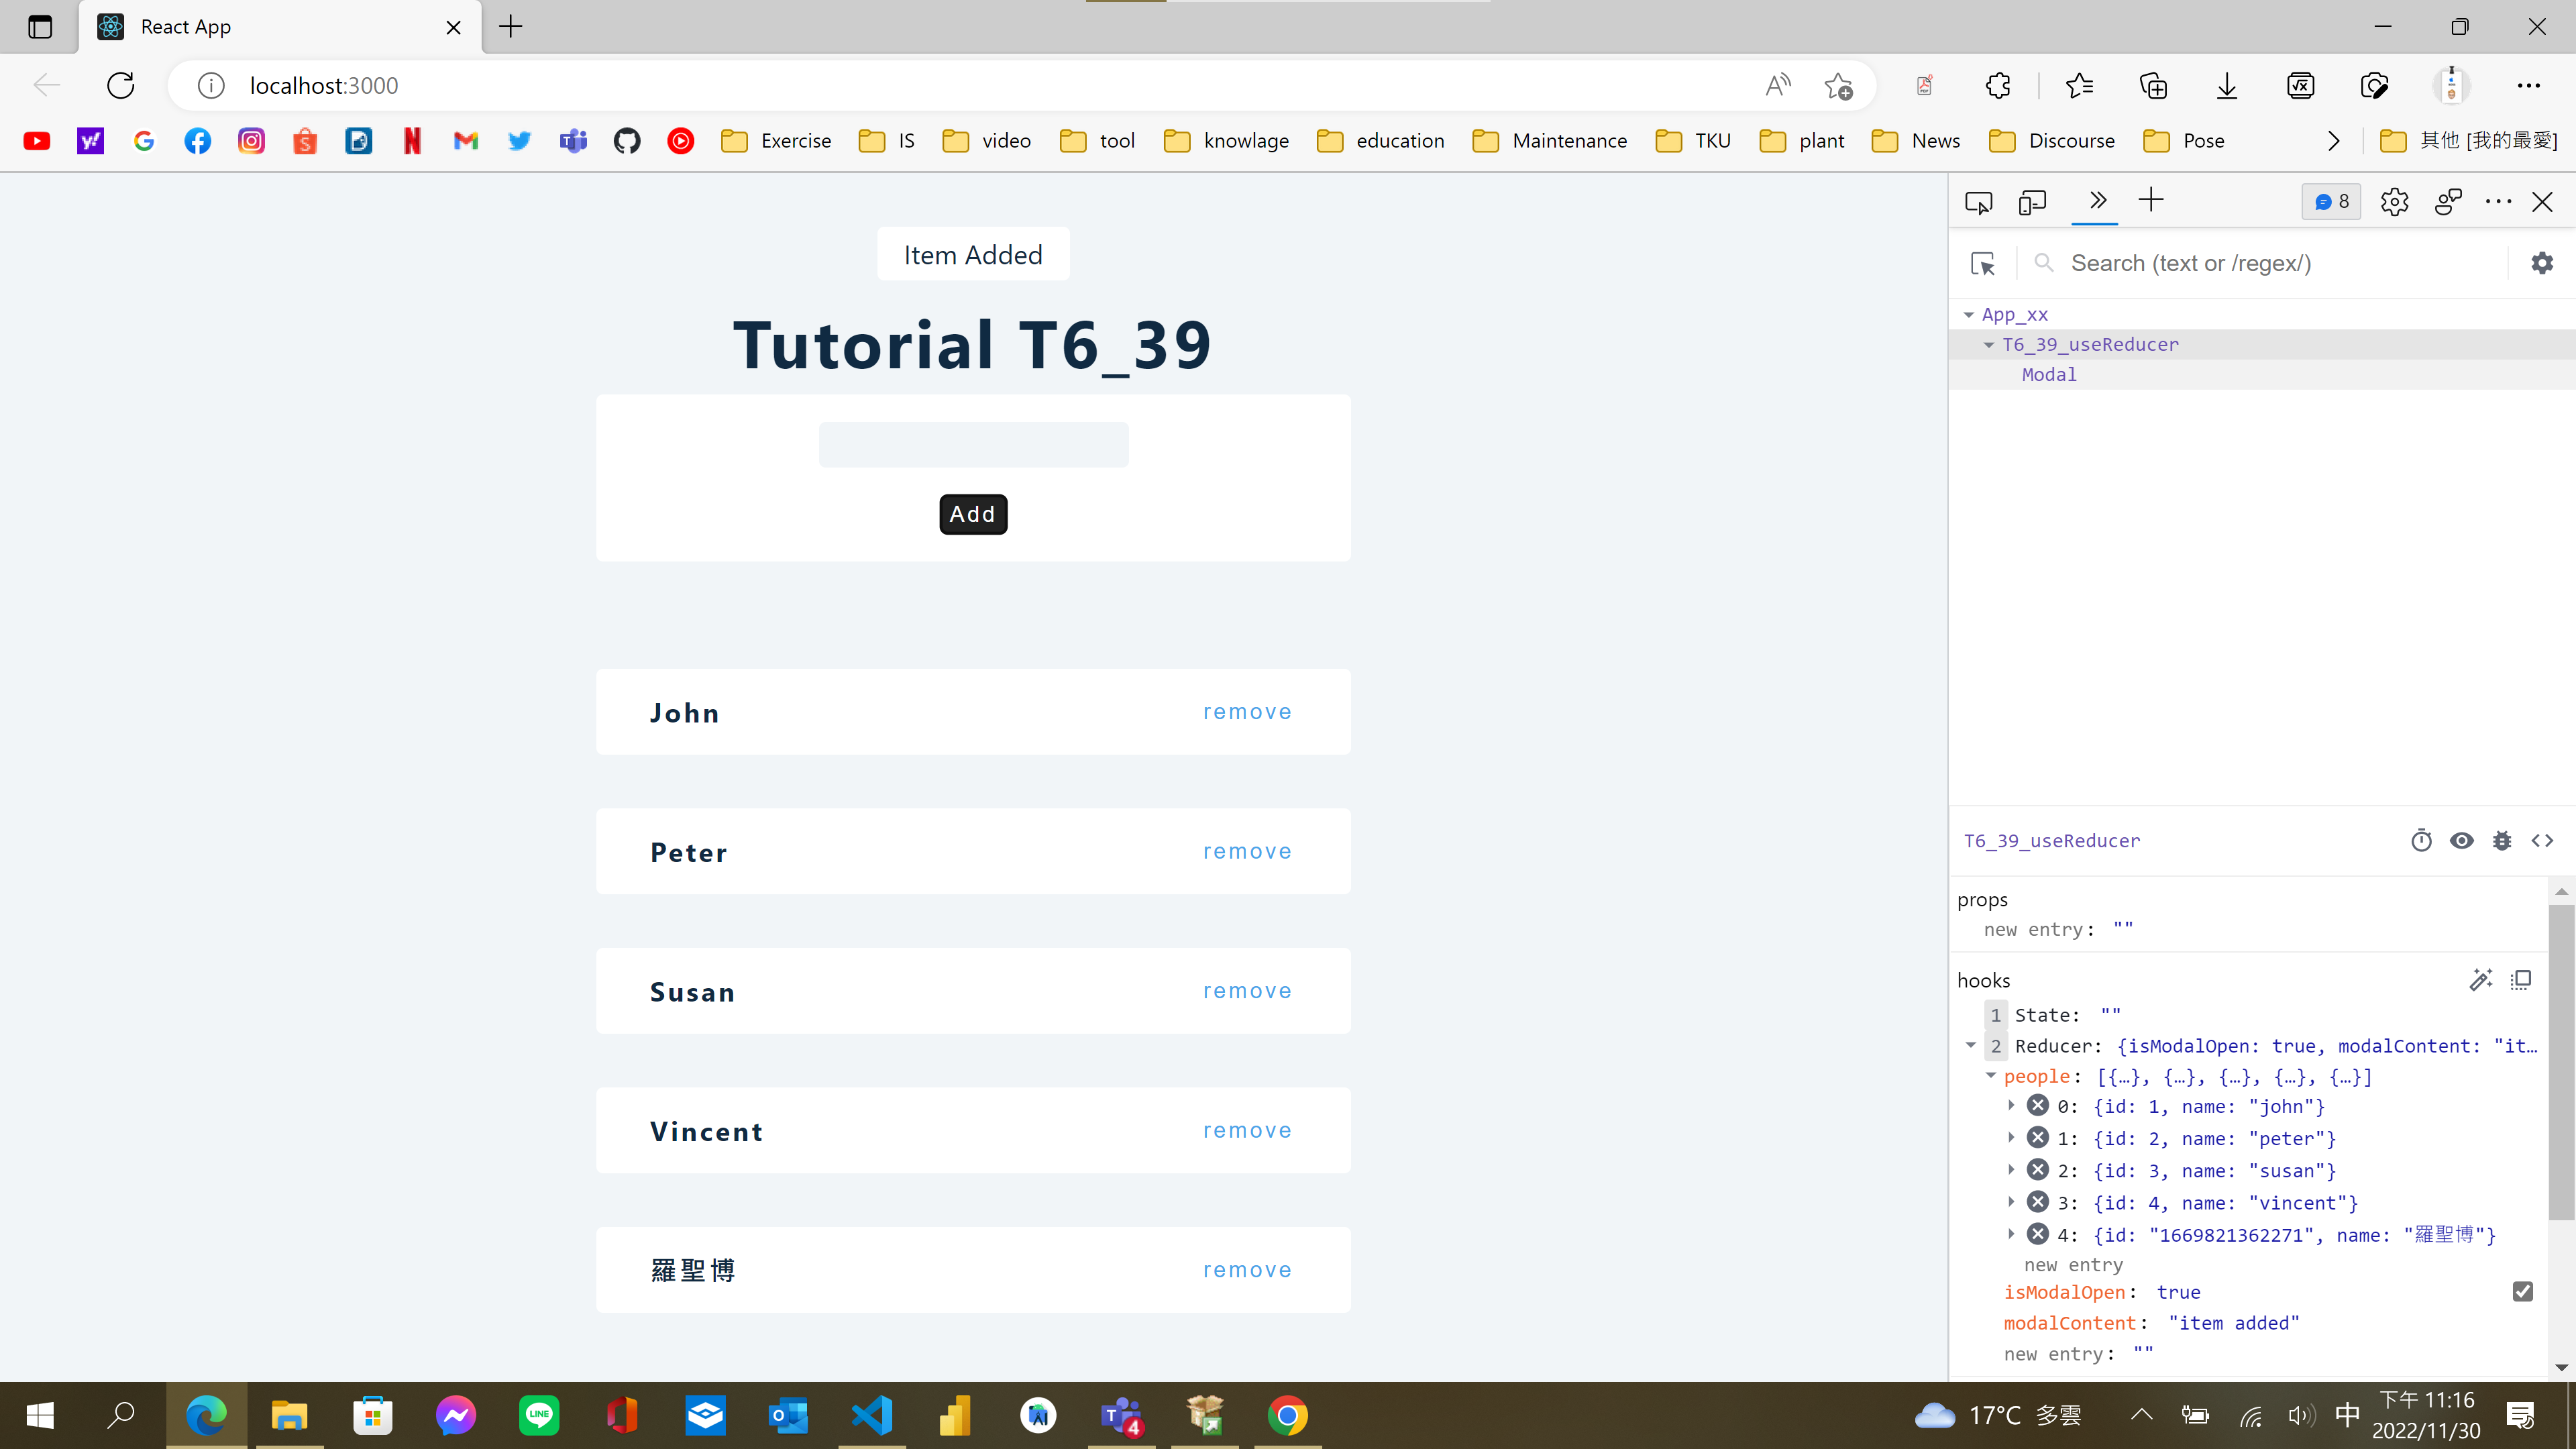 React App
localhost:3000
Exercise
IS
video
tool
knowlage
education
Maintenance
TKU
plant
News
Discourse
Pose
其他 [我的最愛]
Item Added
Tutorial T6_39
Add
John
remove
Peter
remove
Susan
remove
Vincent
remove
羅聖博
remove
8
Search (text or /regex/)
App_xx
T6_39_useReducer
Modal
T6_39_useReducer
props
new entry: ""
hooks
1 State: ""
2 Reducer: {isModalOpen: true, modalContent: "it…
people: [{…}, {…}, {…}, {…}, {…}]
0: {id: 1, name: "john"}
1: {id: 2, name: "peter"}
2: {id: 3, name: "susan"}
3: {id: 4, name: "vincent"}
4: {id: "1669821362271", name: "羅聖博"}
new entry
isModalOpen: true
modalContent: "item added"
new entry: ""
4
17°C 多雲
中
下午 11:16
2022/11/30